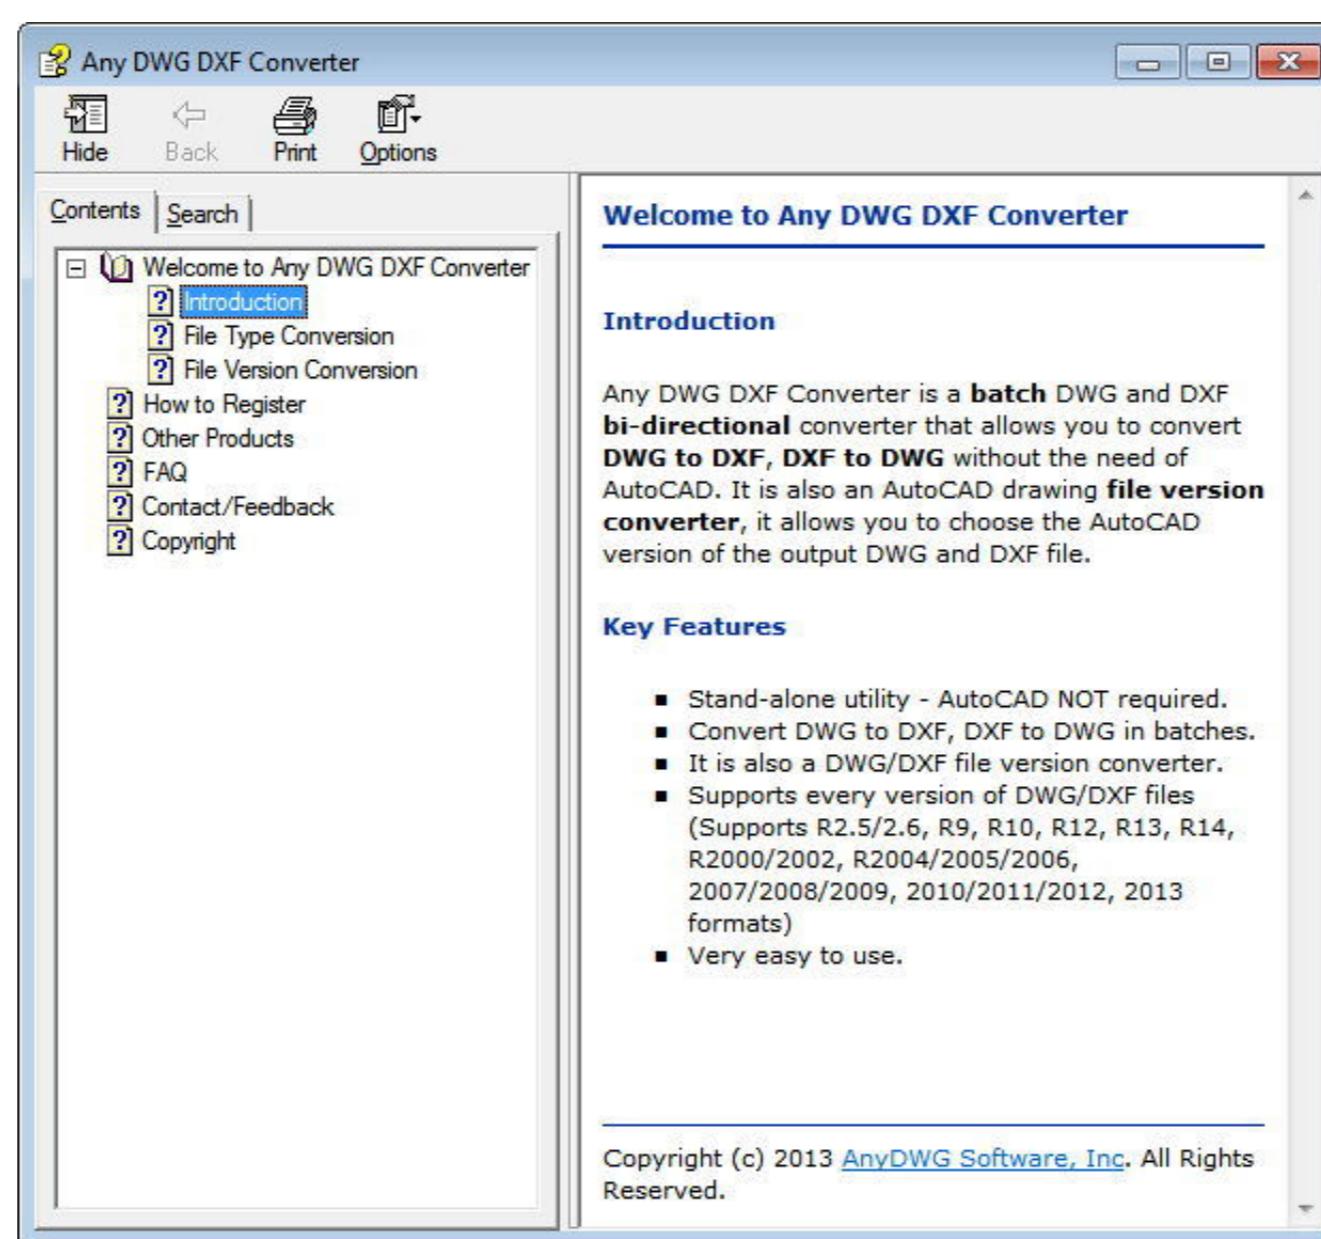 Any DWG DXF Converter
Hide Back Print Options
Contents Search
Welcome to Any DWG DXF Converter
Introduction
File Type Conversion
File Version Conversion
How to Register
Other Products
FAQ
Contact/Feedback
Copyright
Welcome to Any DWG DXF Converter
Introduction
Any DWG DXF Converter is a batch DWG and DXF
bi-directional converter that allows you to convert
DWG to DXF, DXF to DWG without the need of
AutoCAD. It is also an AutoCAD drawing file version
converter, it allows you to choose the AutoCAD
version of the output DWG and DXF file.
Key Features
Stand-alone utility - AutoCAD NOT required.
Convert DWG to DXF, DXF to DWG in batches.
It is also a DWG/DXF file version converter.
Supports every version of DWG/DXF files
(Supports R2.5/2.6, R9, R10, R12, R13, R14,
R2000/2002, R2004/2005/2006,
2007/2008/2009, 2010/2011/2012, 2013
formats)
Very easy to use.
Copyright (c) 2013 AnyDWG Software, Inc. All Rights
Reserved.